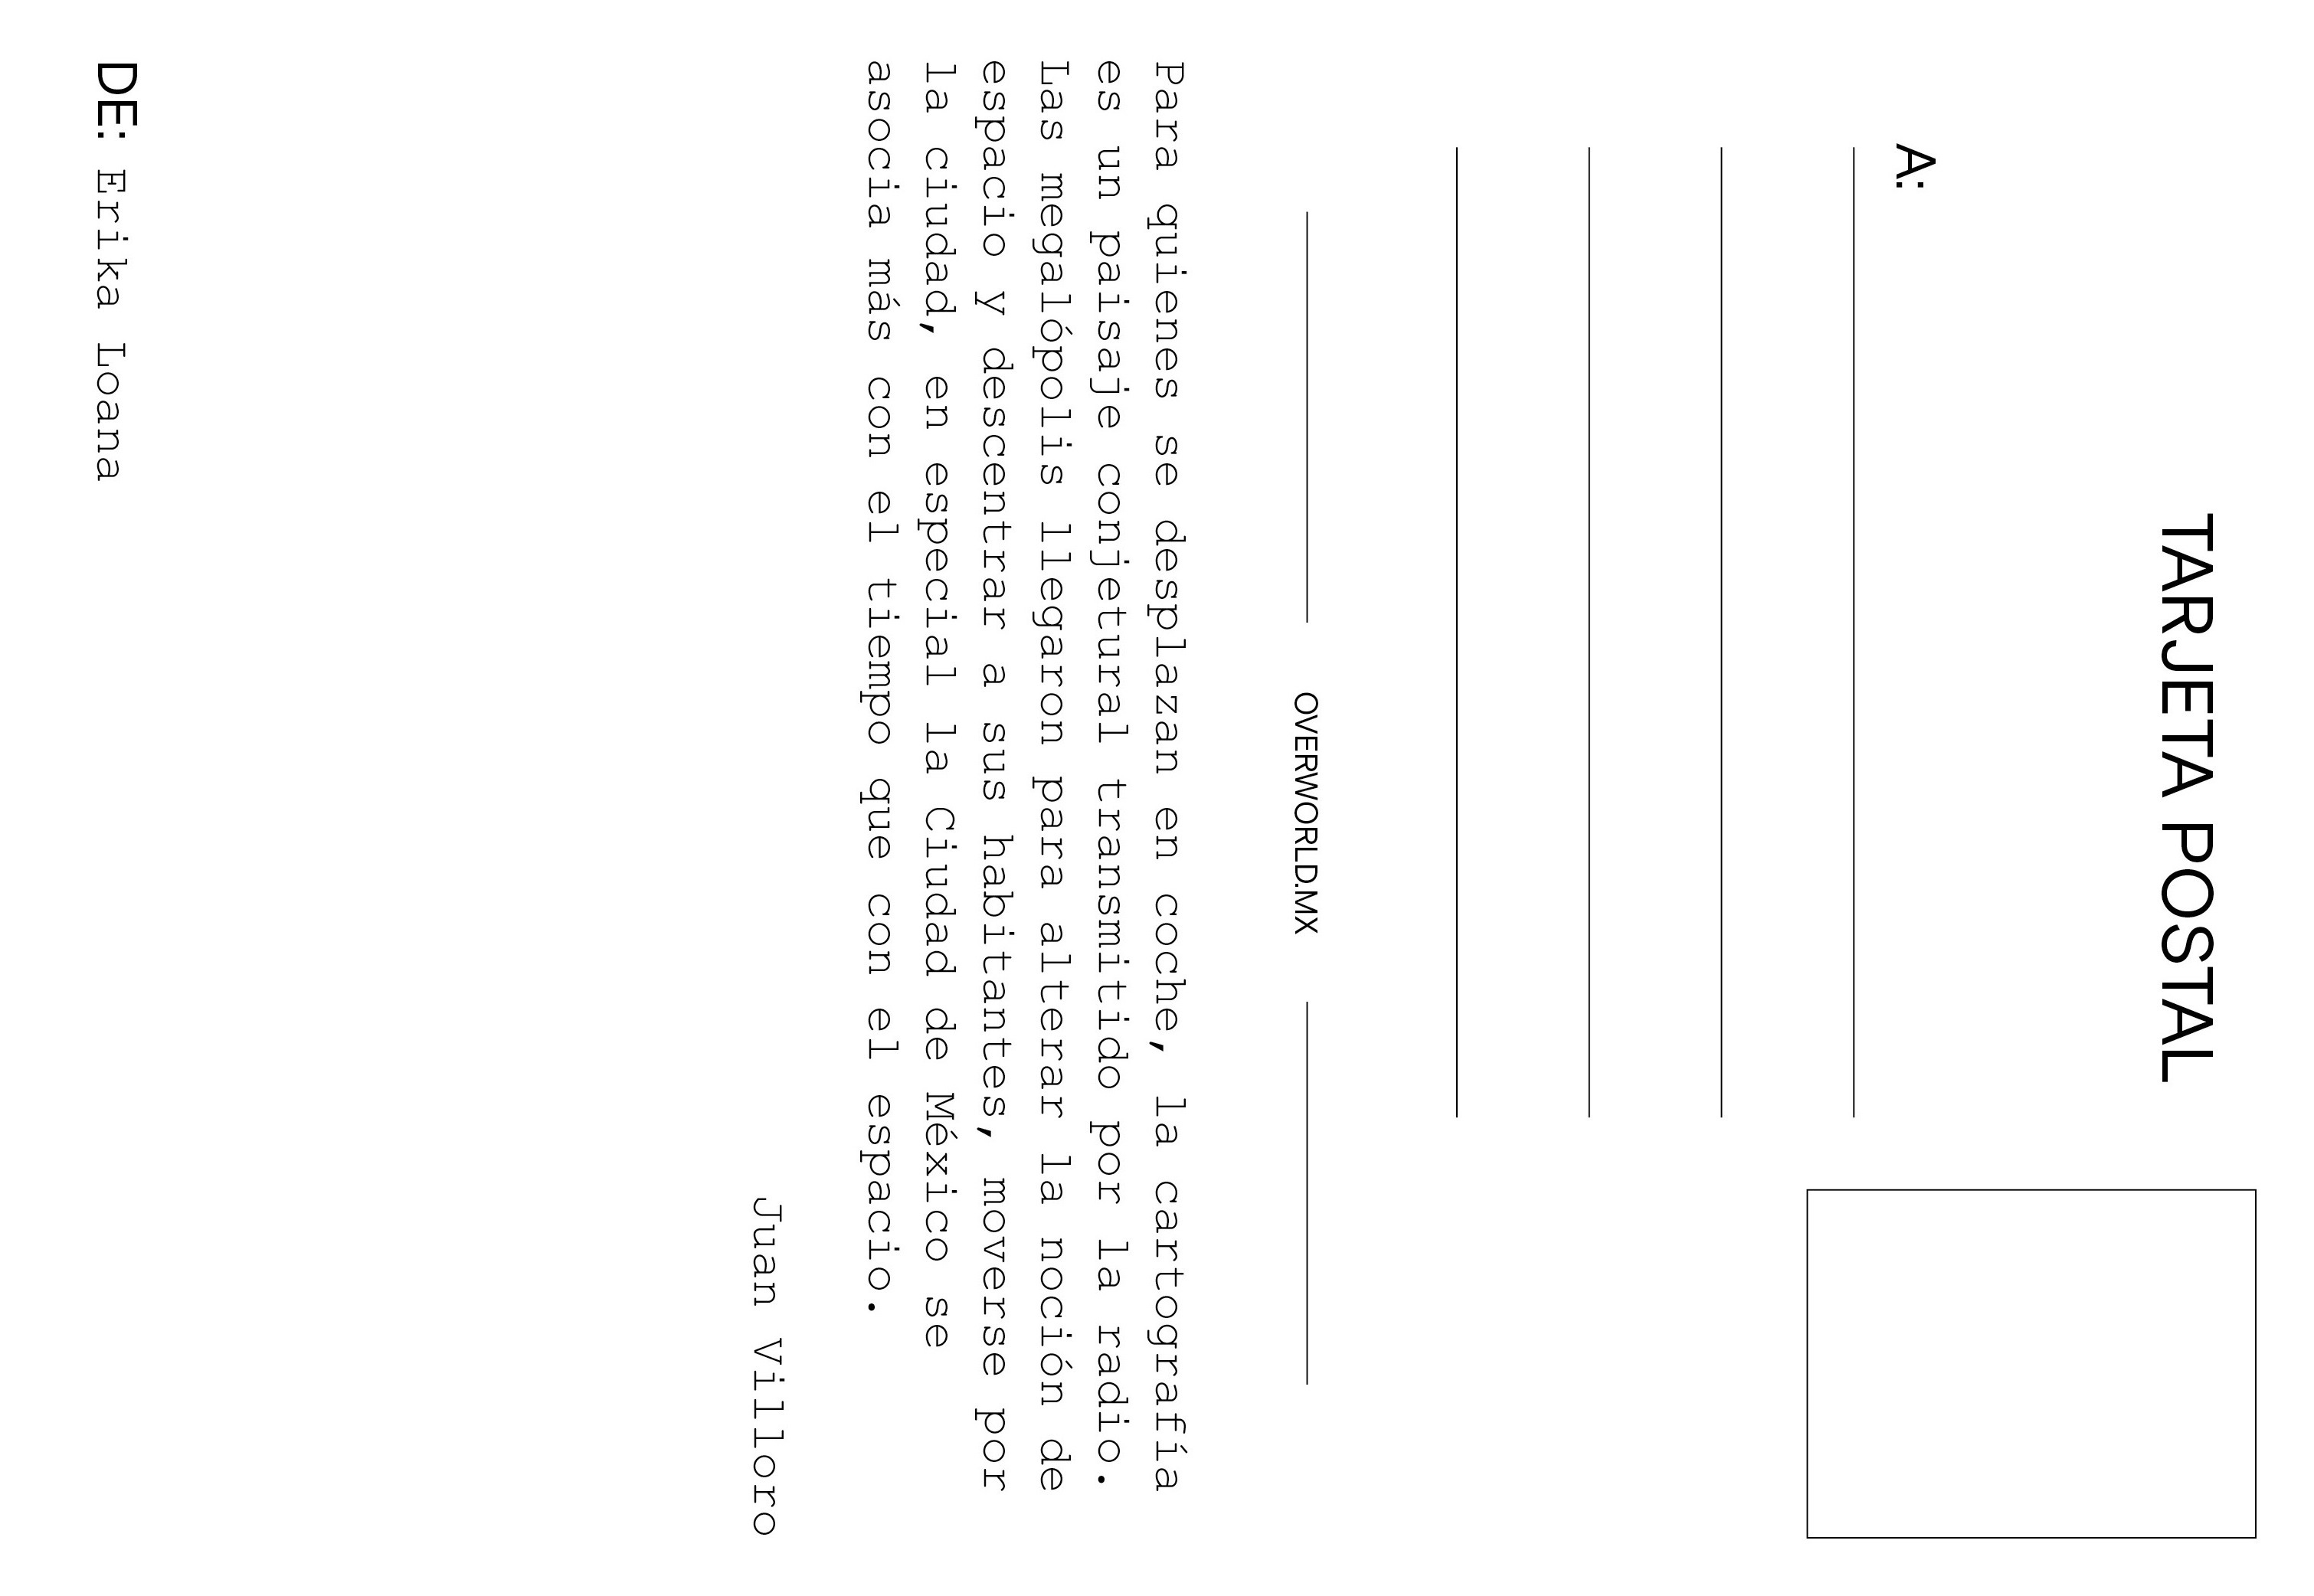 TARJETA POSTAL
A:
OVERWORLD.MX
Para quienes se desplazan en coche, la cartografía
es un paisaje conjetural transmitido por la radio.
Las megalópolis llegaron para alterar la noción de
espacio y descentrar a sus habitantes, moverse por
la ciudad, en especial la Ciudad de México se
asocia más con el tiempo que con el espacio.
Juan Villoro
DE: Erika Loana